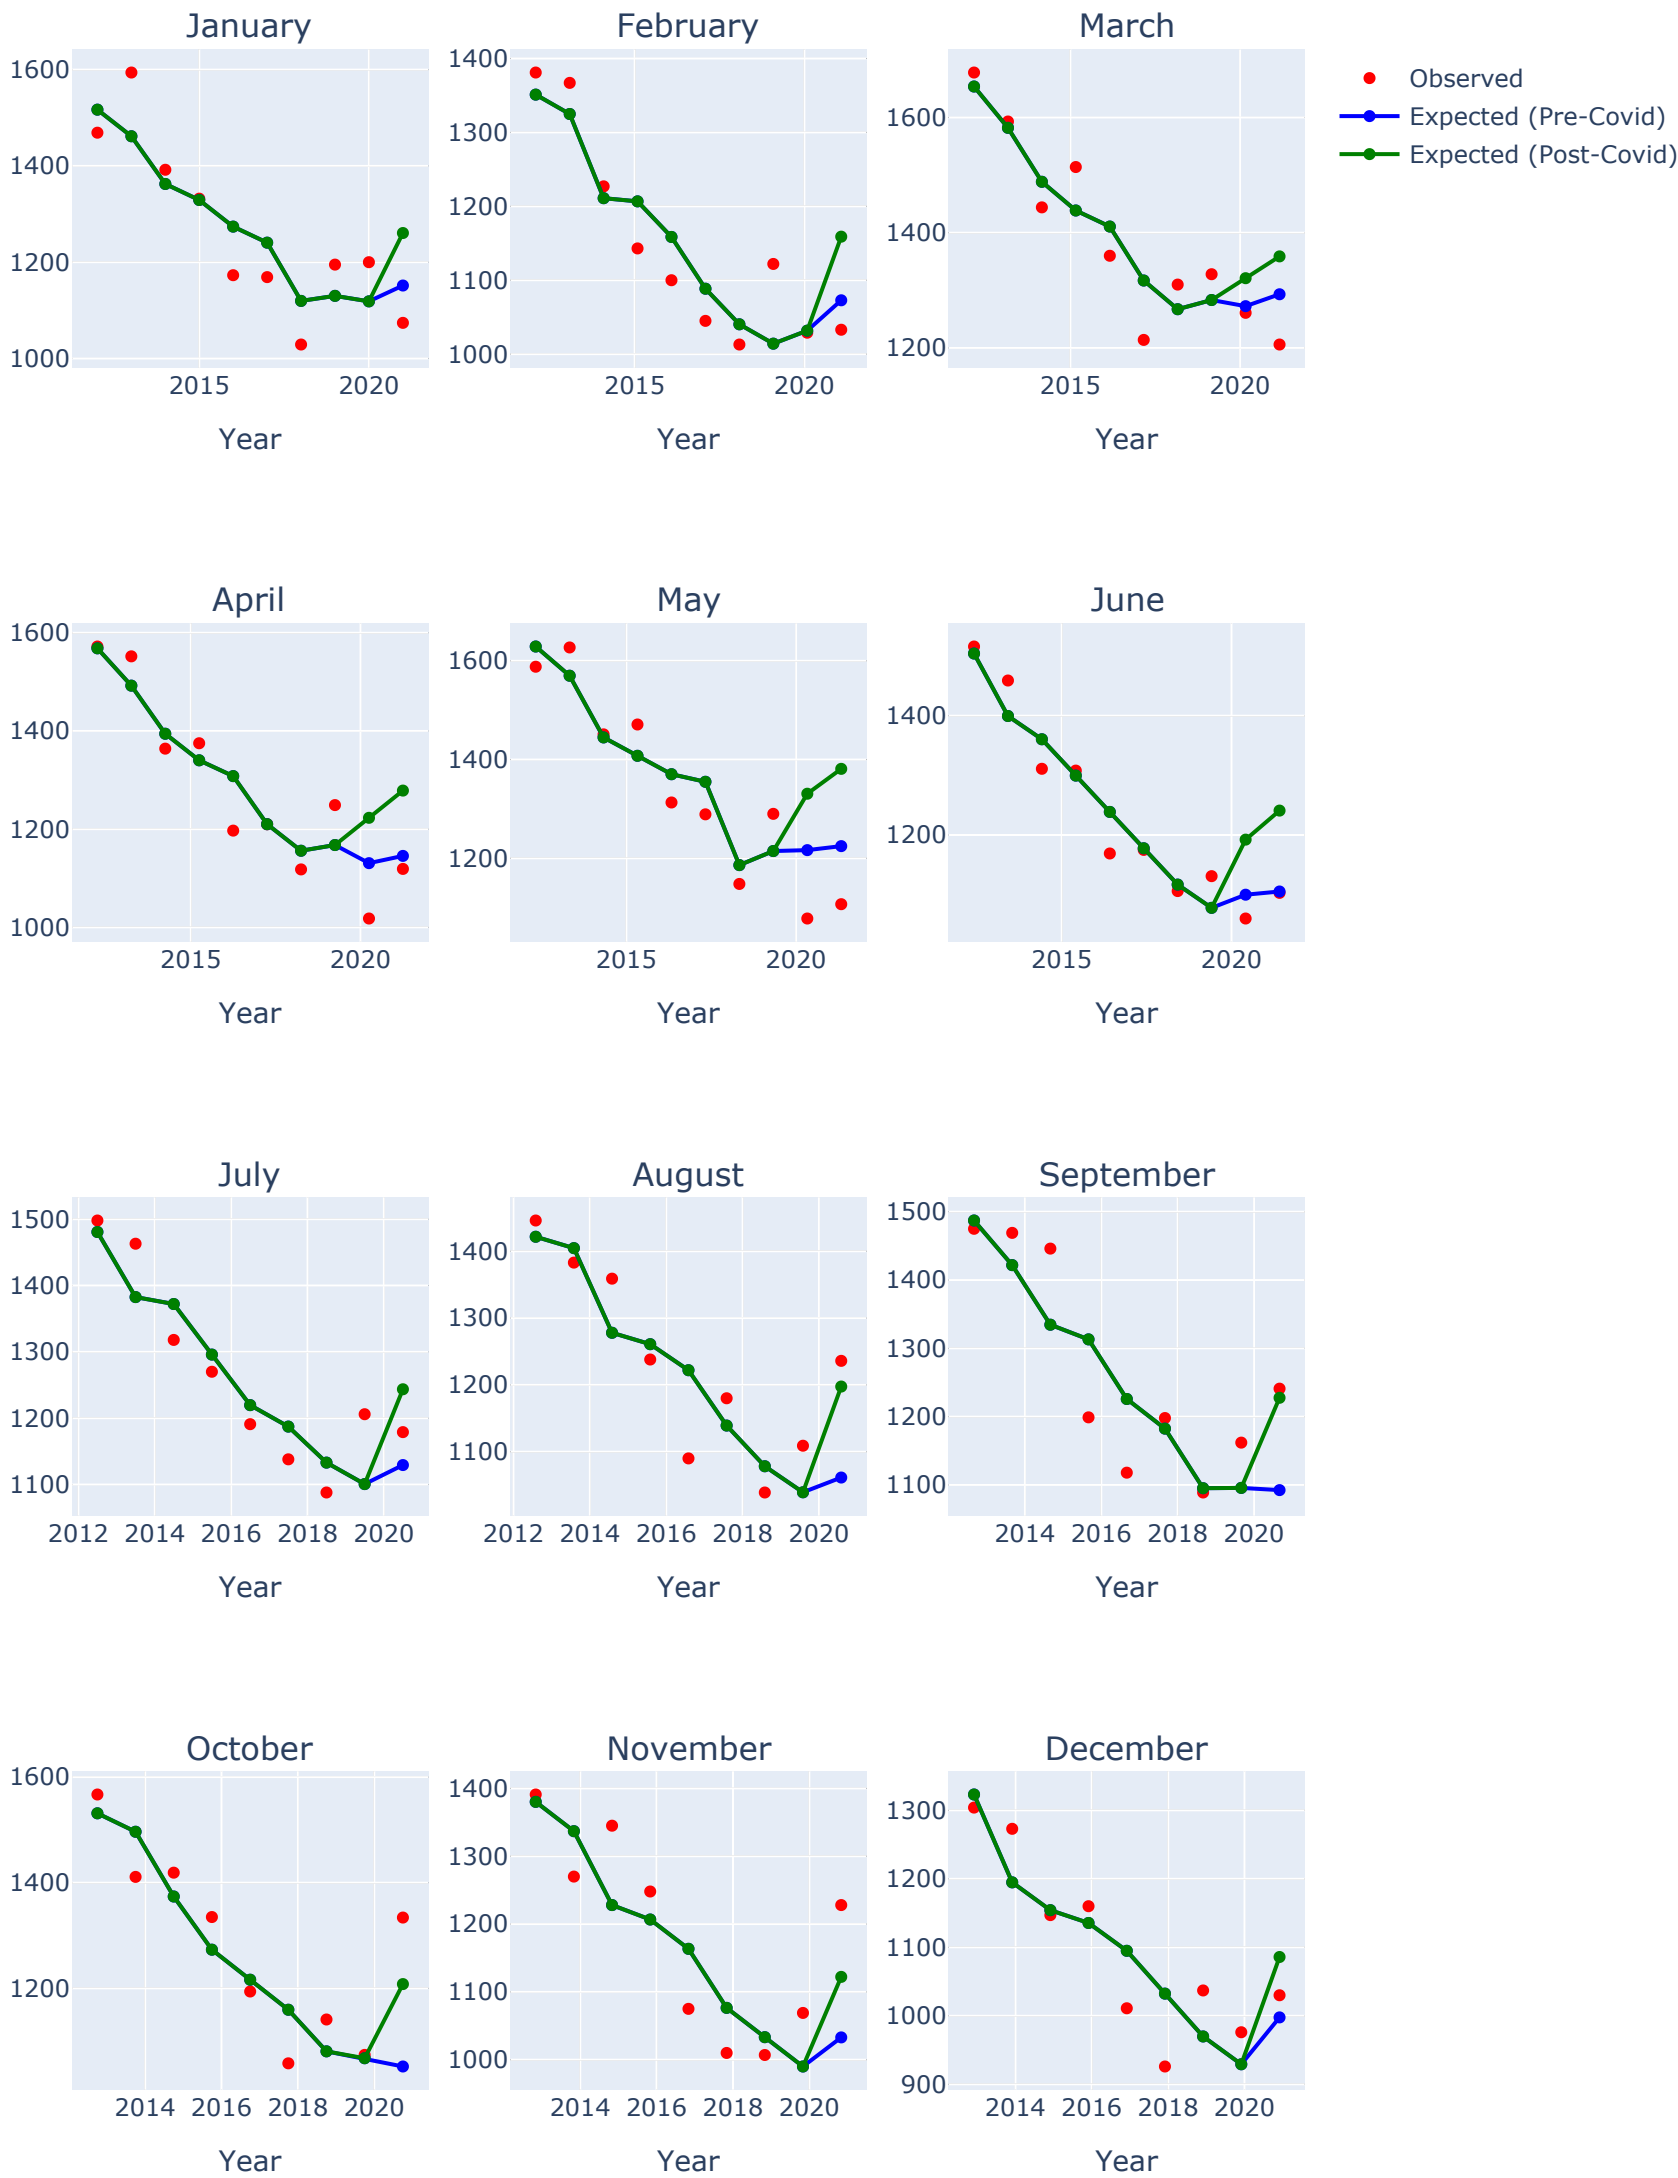 January February March
1600
1400
1200
1000
2015 2020
Year
1400
1300
1200
1100
1000
2015 2020
Year
1600
1400
1200
2015 2020
Year
Observed
Expected (Pre-Covid)
Expected (Post-Covid)
April May June
1600
1400
1200
1000
2015 2020
Year
1600
1400
1200
2015 2020
Year
1400
1200
2015 2020
Year
July August September
1500
1400
1300
1200
1100
2012 2014 2016 2018 2020
Year
1400
1300
1200
1100
2012 2014 2016 2018 2020
Year
1500
1400
1300
1200
1100
2014 2016 2018 2020
Year
October November December
1600
1400
1200
2014 2016 2018 2020
Year
1400
1300
1200
1100
1000
2014 2016 2018 2020
Year
1300
1200
1100
1000
900
2014 2016 2018 2020
Year